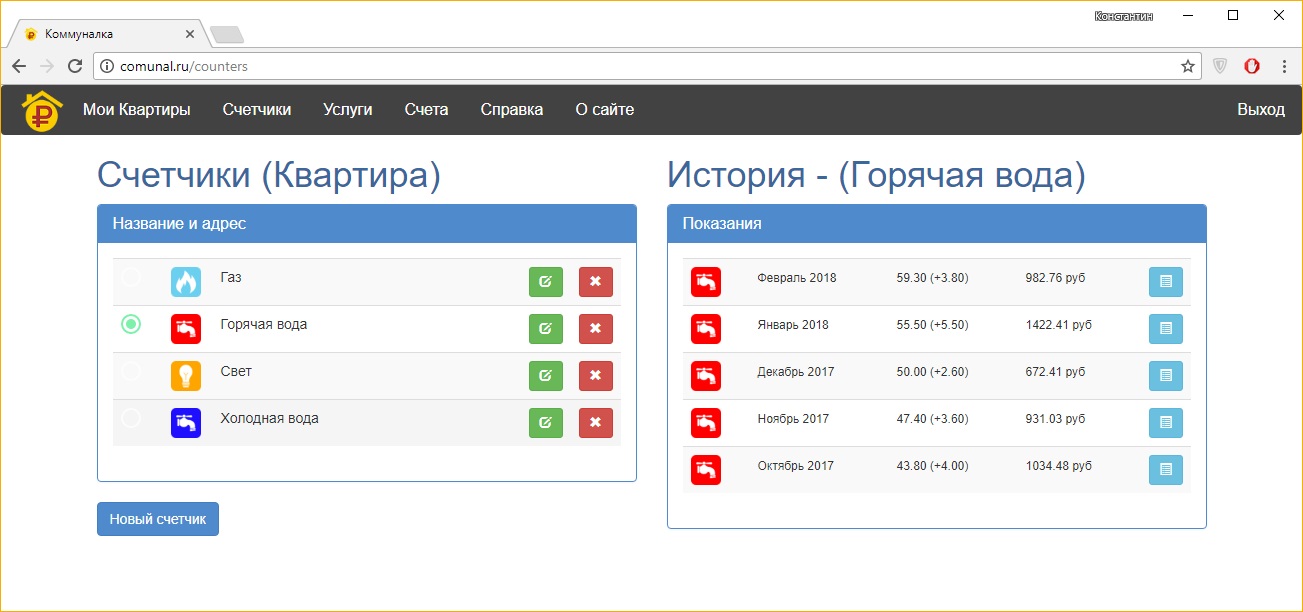 Константин
Коммуналка
comunal.ru/counters
Мои Квартиры Счетчики Услуги Счета Справка О сайте Выход
Счетчики (Квартира)
Название и адрес
Газ
Горячая вода
Свет
Холодная вода
Новый счетчик
История - (Горячая вода)
Показания
Февраль 2018 59.30 (+3.80) 982.76 руб
Январь 2018 55.50 (+5.50) 1422.41 руб
Декабрь 2017 50.00 (+2.60) 672.41 руб
Ноябрь 2017 47.40 (+3.60) 931.03 руб
Октябрь 2017 43.80 (+4.00) 1034.48 руб